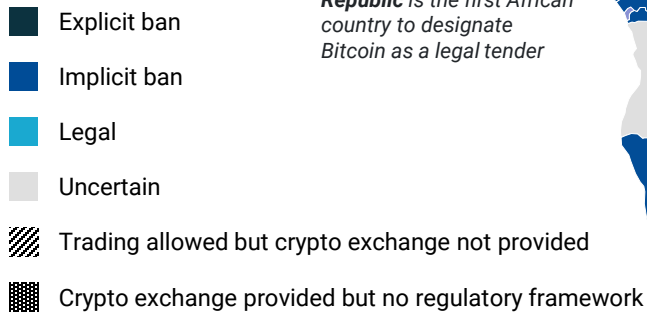 Republic is the first African
country to designate
Bitcoin as a legal tender
Explicit ban
Implicit ban
Legal
Uncertain
Trading allowed but crypto exchange not provided
Crypto exchange provided but no regulatory framework